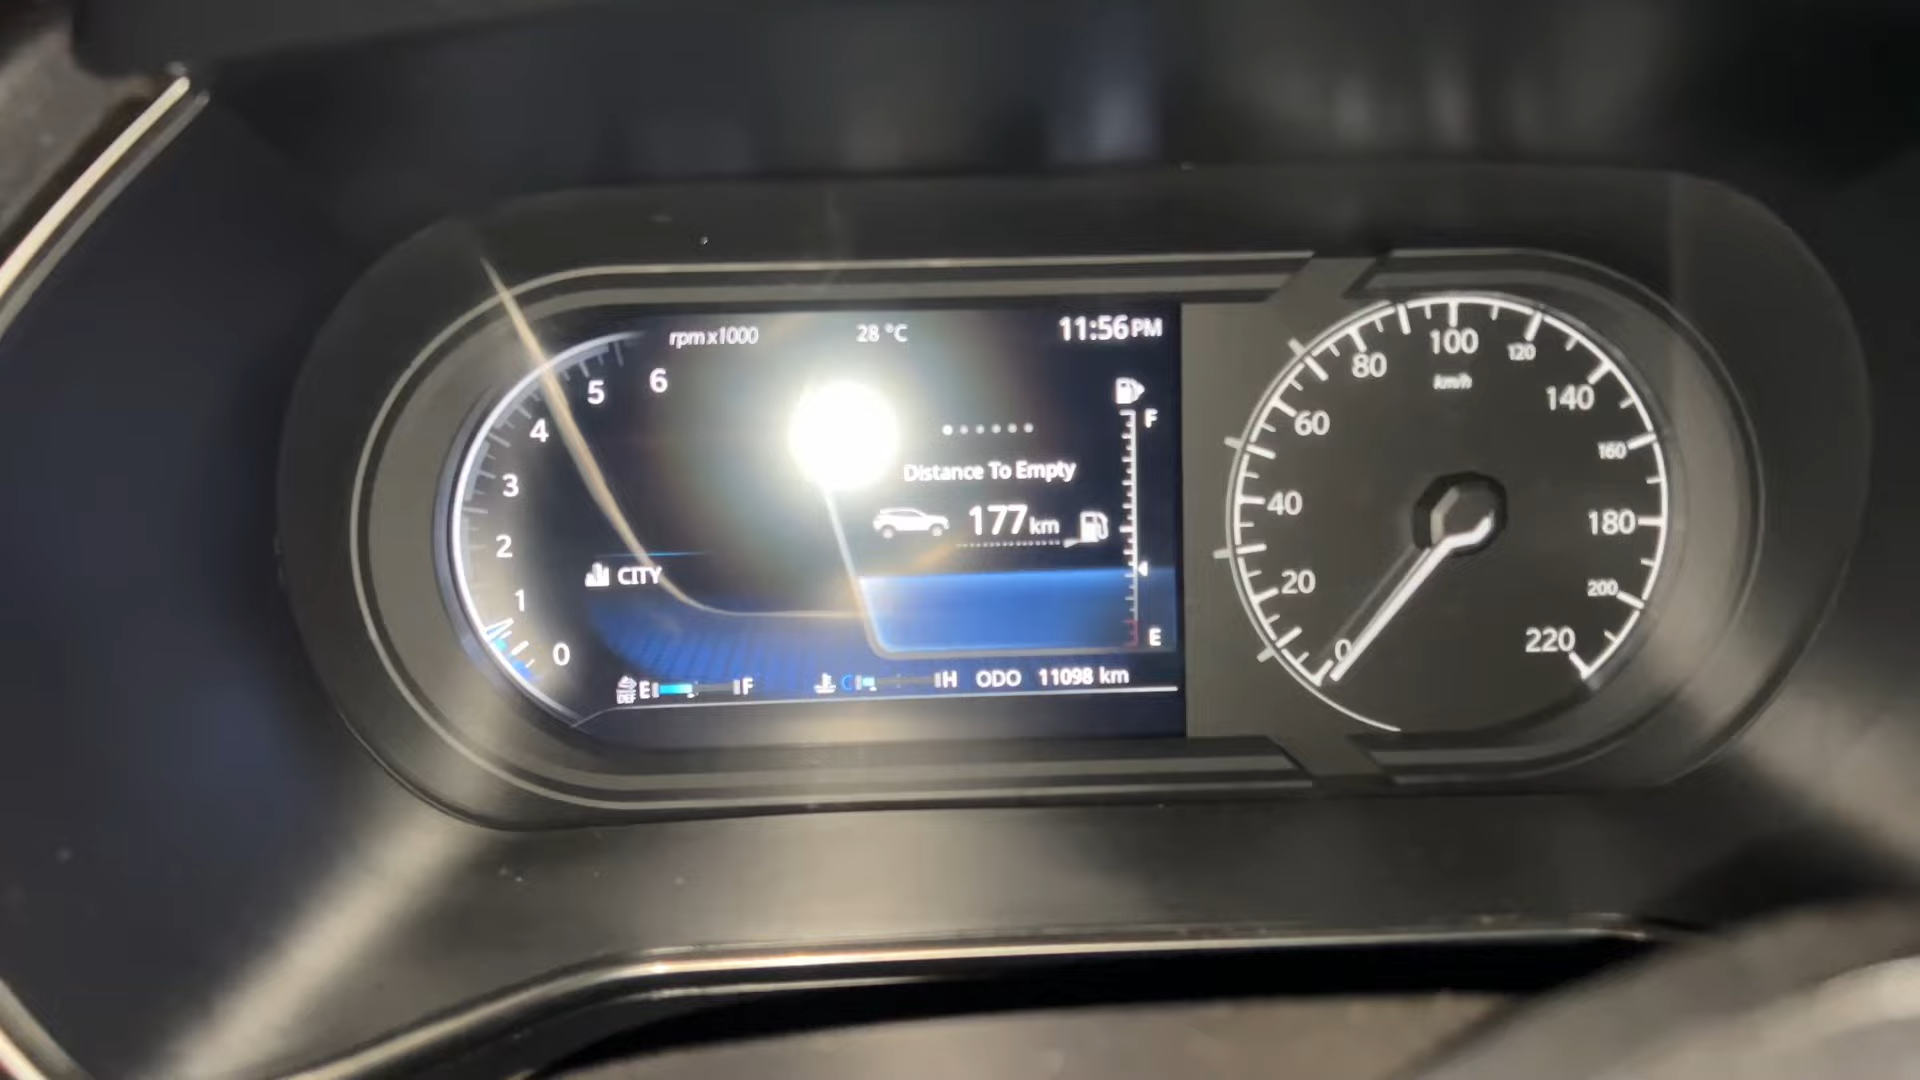 rpm x1000
28 °C
11:56 PM
6
5
4
3
2
1
0
F
Distance To Empty
177 km
CITY
E
DEF
E F
C H
ODO 11098 km
0
20
40
60
80
100
120
140
160
180
200
220
km/h